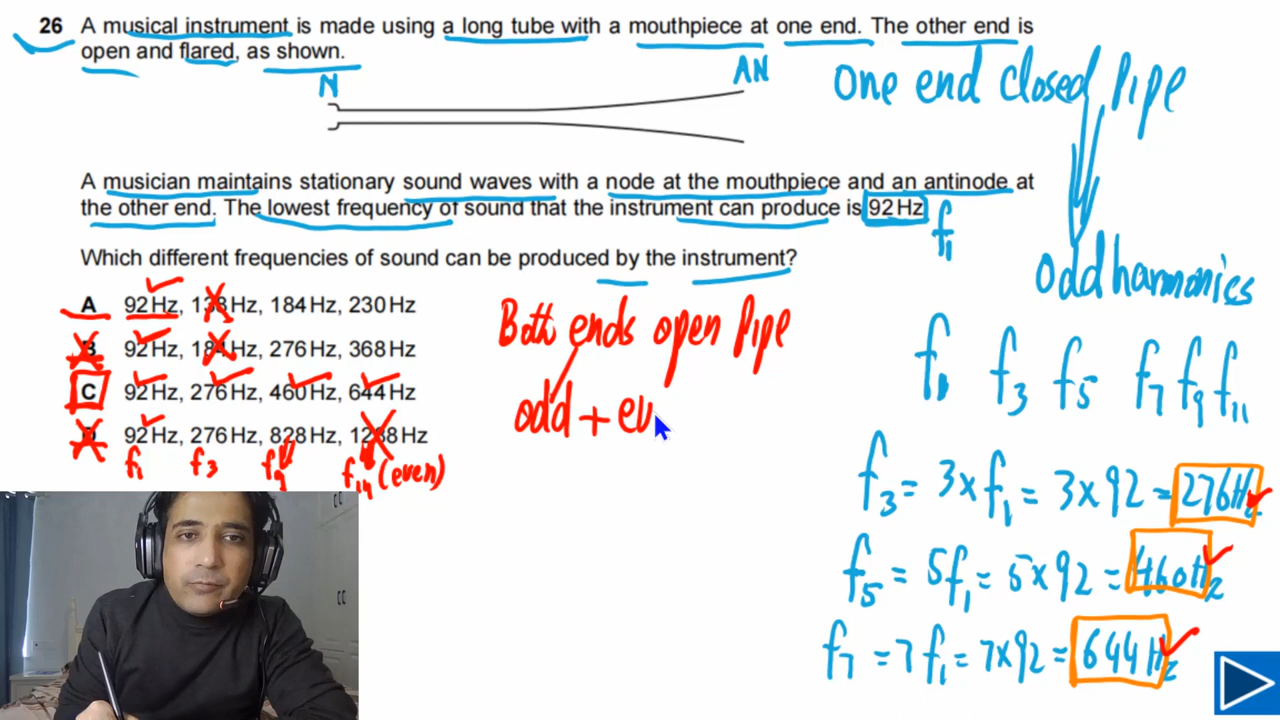 26 A musical instrument is made using a long tube with a mouthpiece at one end. The other end is
open and flared, as shown.
N
AN
One end closed pipe
A musician maintains stationary sound waves with a node at the mouthpiece and an antinode at
the other end. The lowest frequency of sound that the instrument can produce is 92 Hz
f1
Which different frequencies of sound can be produced by the instrument?
odd harmonics
A 92 Hz, 138 Hz, 184 Hz, 230 Hz
B 92 Hz, 184 Hz, 276 Hz, 368 Hz
C 92 Hz, 276 Hz, 460 Hz, 644 Hz
D 92 Hz, 276 Hz, 828 Hz, 1288 Hz
f1 f3 f9 f14 (even)
Both ends open pipe
odd + ev
f1 f3 f5 f7 f9 f11
f3 = 3×f1 = 3×92 = 276Hz
f5 = 5f1 = 5×92 = 460Hz
f7 = 7f1 = 7×92 = 644Hz